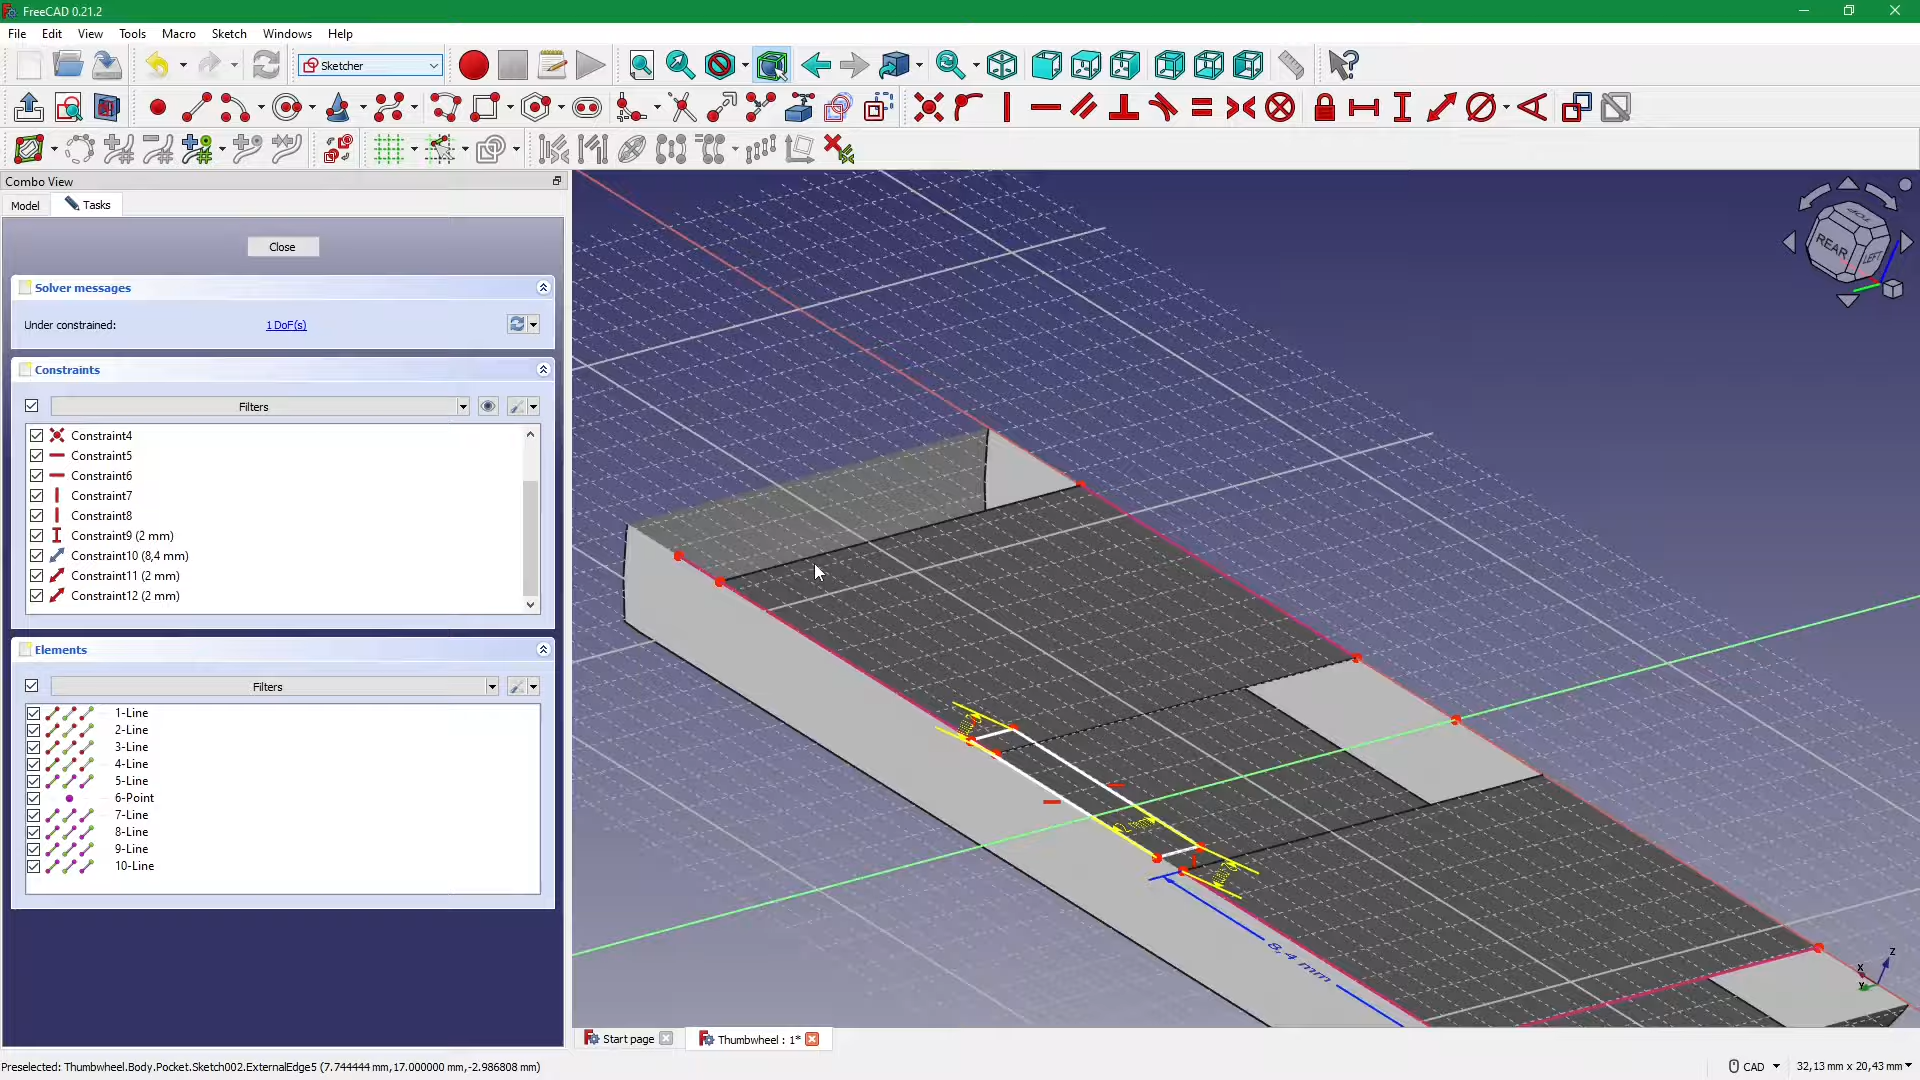 FreeCAD 0.21.2
File Edit View Tools Macro Sketch Windows Help
Sketcher
Combo View
Model Tasks
Close
Solver messages
Under constrained: 1 DoF(s)
Constraints
Filters
Constraint4
Constraint5
Constraint6
Constraint7
Constraint8
Constraint9 (2 mm)
Constraint10 (8,4 mm)
Constraint11 (2 mm)
Constraint12 (2 mm)
Elements
Filters
1-Line
2-Line
3-Line
4-Line
5-Line
6-Point
7-Line
8-Line
9-Line
10-Line
TOP
REAR
LEFT
8,4 mm
Z
X
Y
Start page
Thumbwheel : 1*
Preselected: Thumbwheel.Body.Pocket.Sketch002.ExternalEdge5 (7.744444 mm,17.000000 mm,-2.986808 mm)
CAD
32,13 mm x 20,43 mm